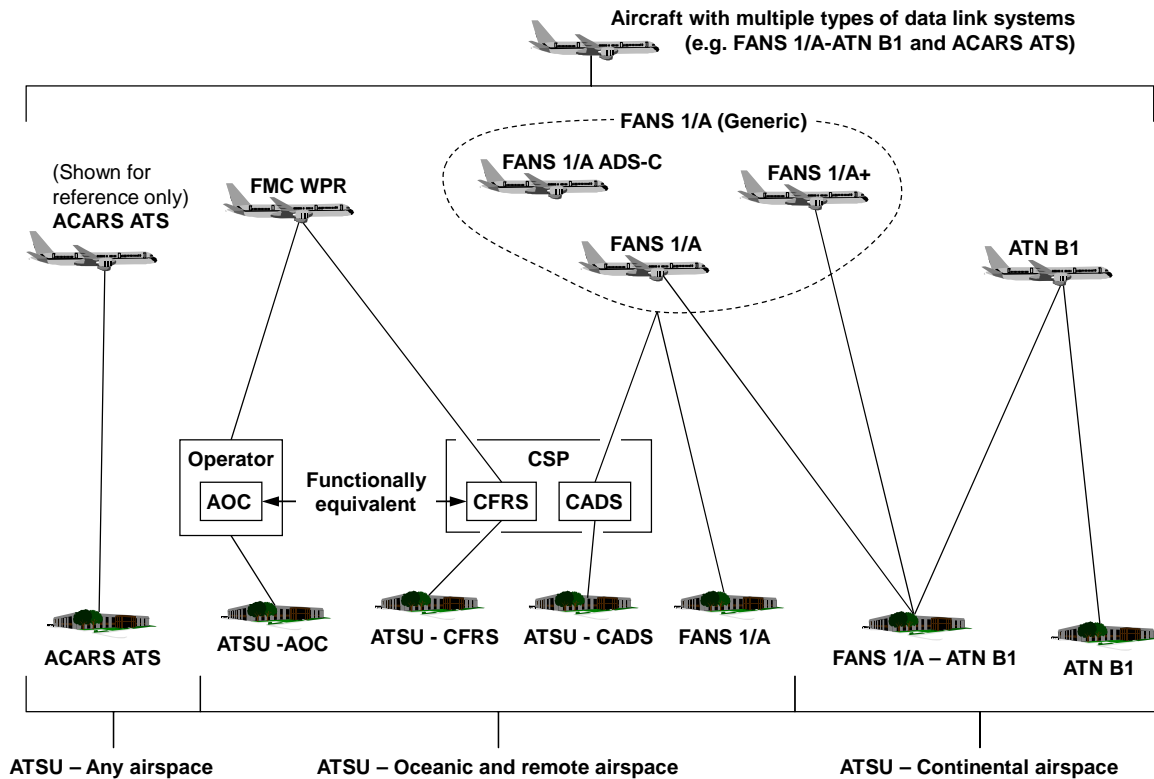 Aircraft with multiple types of data link systems
(e.g. FANS 1/A-ATN B1 and ACARS ATS)
FANS 1/A (Generic)
(Shown for
reference only)
ACARS ATS
FMC WPR
FANS 1/A ADS-C
FANS 1/A+
FANS 1/A
ATN B1
Operator
AOC
Functionally
equivalent
CSP
CFRS
CADS
ACARS ATS
ATSU -AOC
ATSU - CFRS
ATSU - CADS
FANS 1/A
FANS 1/A – ATN B1
ATN B1
ATSU – Any airspace
ATSU – Oceanic and remote airspace
ATSU – Continental airspace